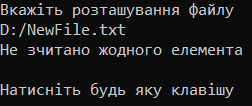 Вкажіть розташування файлу
D:/NewFile.txt
Не зчитано жодного елемента
Натисніть будь яку клавішу